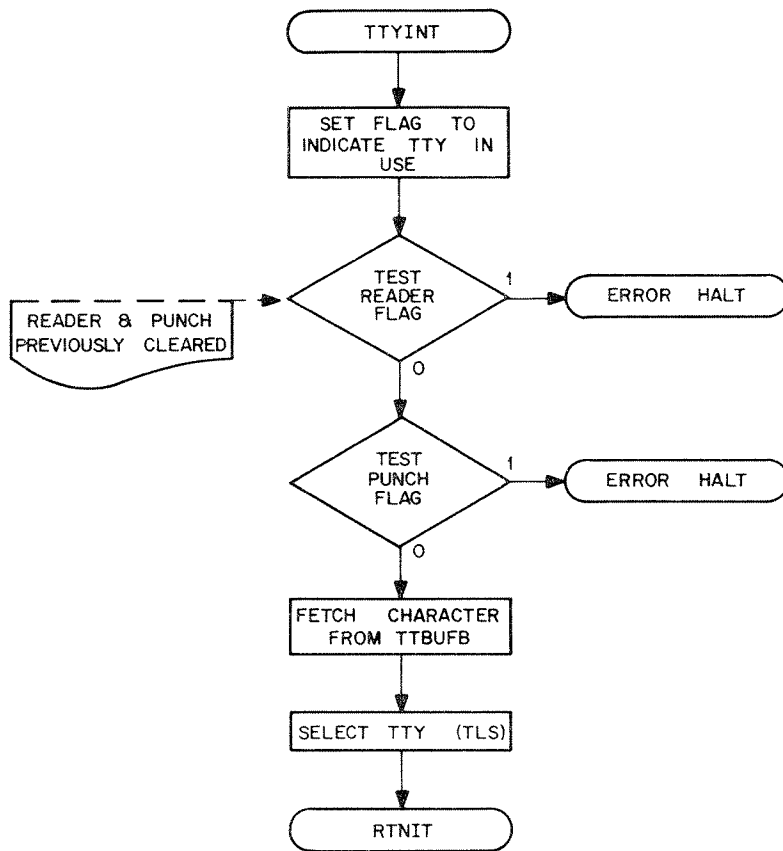 TTYINT
SET FLAG TO
INDICATE TTY IN
USE
TEST
READER
FLAG
1
ERROR HALT
READER & PUNCH
PREVIOUSLY CLEARED
0
TEST
PUNCH
FLAG
1
ERROR HALT
0
FETCH CHARACTER
FROM TTBUFB
SELECT TTY (TLS)
RTNIT